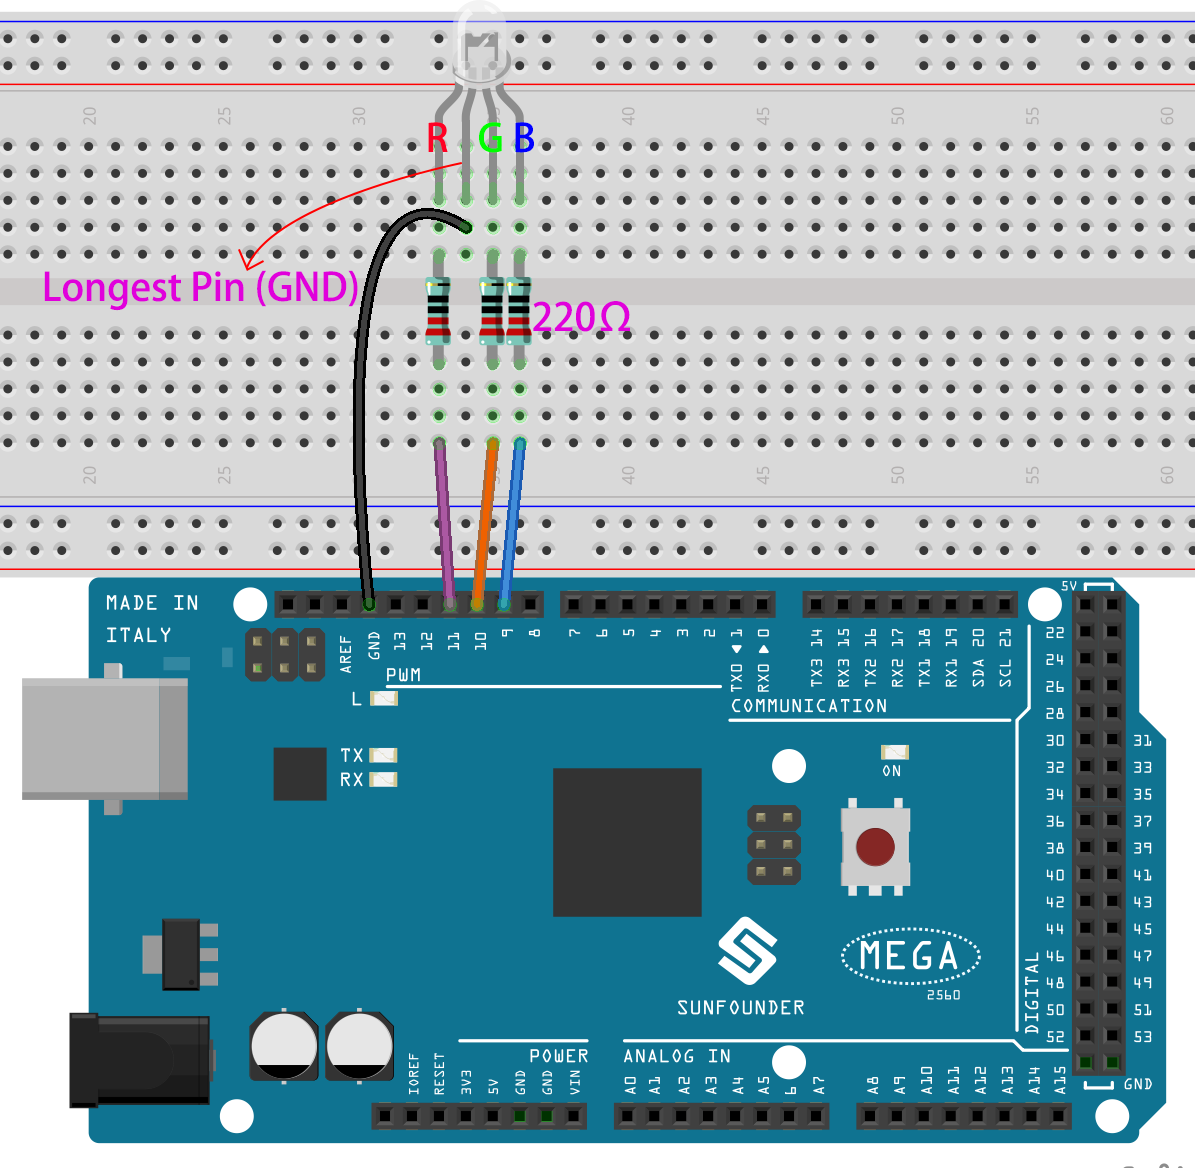 20 25 30 35 40 45 50 55 60
R G B
Longest Pin (GND)
220Ω
20 25 30 35 40 45 50 55 60
MADE IN
ITALY
AREF GND 13 12 11 10 9 8 7 6 5 4 3 2 TX0 1 RX0 0 TX3 14 RX3 15 TX2 16 RX2 17 TX1 18 RX1 19 SDA 20 SCL 21
5V
PWM
COMMUNICATION
L
TX
RX
ON
22
24
26
28
30 31
32 33
34 35
36 37
38 39
40 41
42 43
44 45
46 47
48 49
50 51
52 53
DIGITAL
GND
MEGA
2560
SUNFOUNDER
POWER
ANALOG IN
IOREF RESET 3V3 5V GND GND VIN A0 A1 A2 A3 A4 A5 6 A7 A8 A9 A10 A11 A12 A13 A14 A15